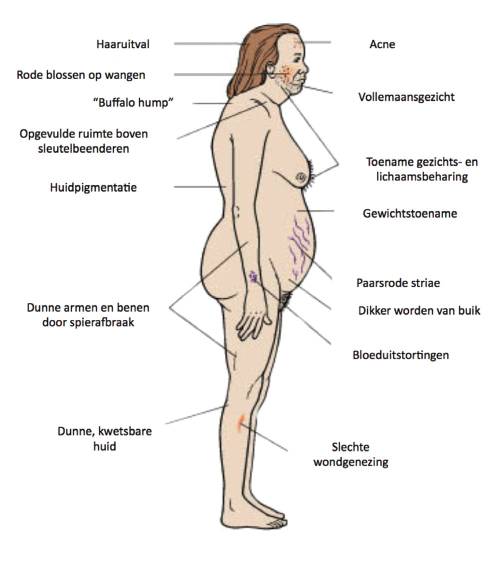 Haaruitval
Rode blossen op wangen
“Buffalo hump”
Opgevulde ruimte boven
sleutelbeenderen
Huidpigmentatie
Dunne armen en benen
door spierafbraak
Dunne, kwetsbare
huid
Acne
Vollemaansgezicht
Toename gezichts- en
lichaamsbeharing
Gewichtstoename
Paarsrode striae
Dikker worden van buik
Bloeduitstortingen
Slechte
wondgenezing